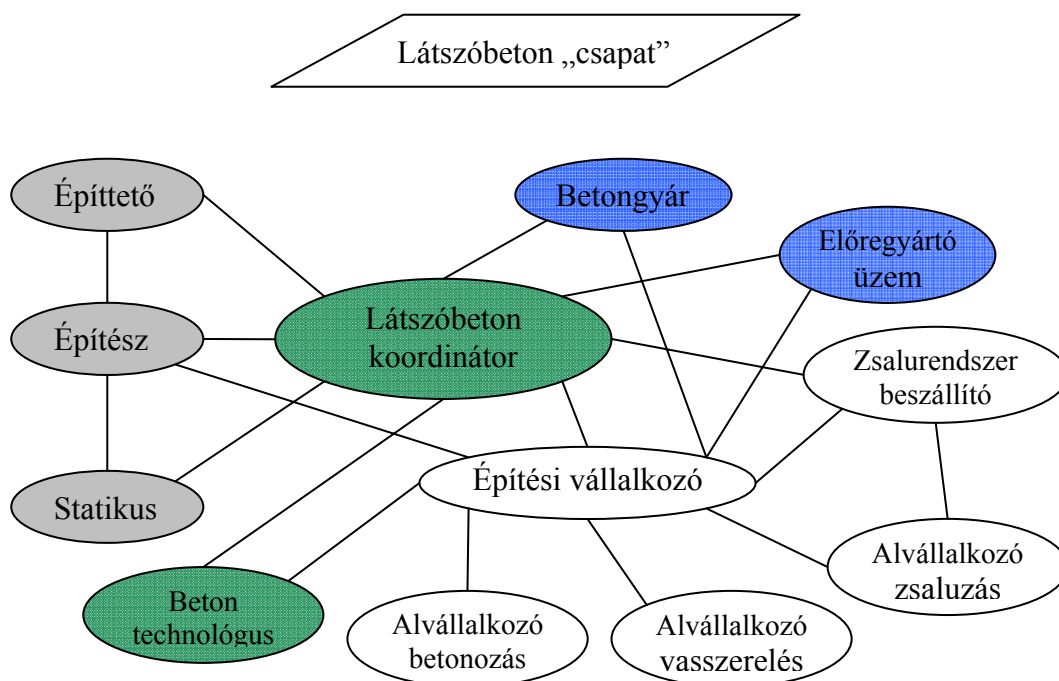 Látszóbeton „csapat”
Építtető
Betongyár
Előregyártó
üzem
Építész
Látszóbeton
koordinátor
Zsalurendszer
beszállító
Statikus
Építési vállalkozó
Alvállalkozó
zsaluzás
Beton
technológus
Alvállalkozó
betonozás
Alvállalkozó
vasszerelés